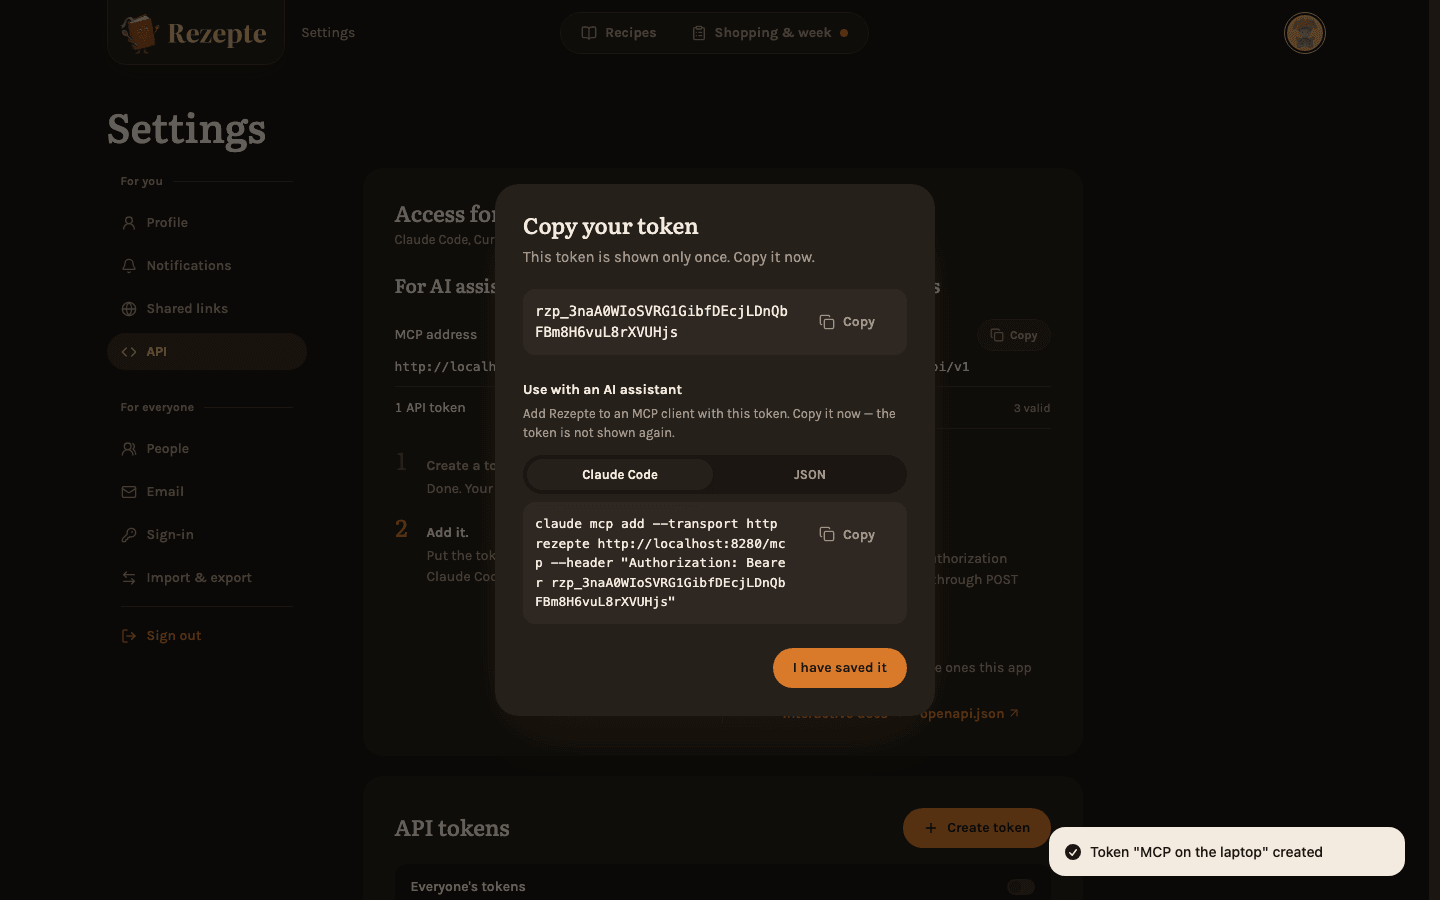 Rezepte
Settings
Recipes
Shopping & week
Settings
For you
Profile
Notifications
Shared links
API
For everyone
People
Email
Sign-in
Import & export
Sign out
Access for
Claude Code, Cur
For AI assis
MCP address
http://localh
1 API token
1
Create a to
Done. Your
2
Add it.
Put the tok
Claude Coc
s
Copy
pi/v1
3 valid
uthorization
through POST
e ones this app
openapi.json
Copy your token
This token is shown only once. Copy it now.
rzp_3naA0WIoSVRG1GibfDEcjLDnQb
FBm8H6vuL8rXVUHjs
Copy
Use with an AI assistant
Add Rezepte to an MCP client with this token. Copy it now — the
token is not shown again.
Claude Code
JSON
claude mcp add --transport http
rezepte http://localhost:8280/mc
p --header "Authorization: Beare
r rzp_3naA0WIoSVRG1GibfDEcjLDnQb
FBm8H6vuL8rXVUHjs"
Copy
I have saved it
API tokens
Create token
Everyone's tokens
Token "MCP on the laptop" created